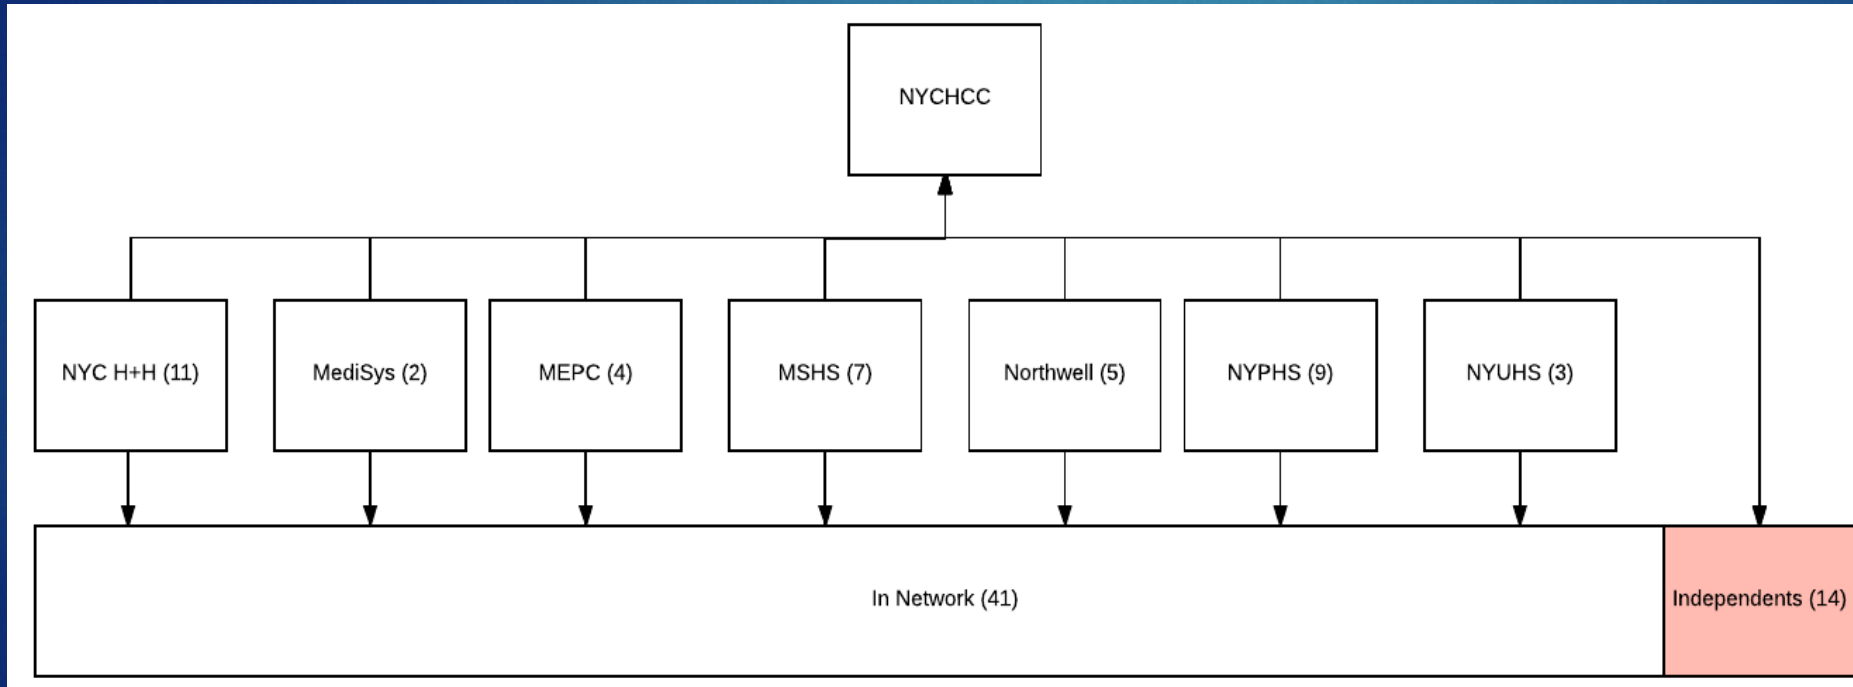 NYCHCC
NYC H+H (11)
MediSys (2)
MEPC (4)
MSHS (7)
Northwell (5)
NYPHS (9)
NYUHS (3)
In Network (41)
Independents (14)